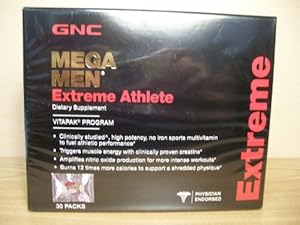 GNC
MEGA
MEN®
Extreme Athlete
Dietary Supplement
VITAPAK® PROGRAM
• Clinically studied^, high potency, no iron sports multivitamin
to fuel athletic performance*
• Triggers muscle energy with clinically proven creatine*
• Amplifies nitric oxide production for more intense workouts*
• Burns 12 times more calories to support a shredded physique*
30 PACKS
PHYSICIAN
ENDORSED
Extreme